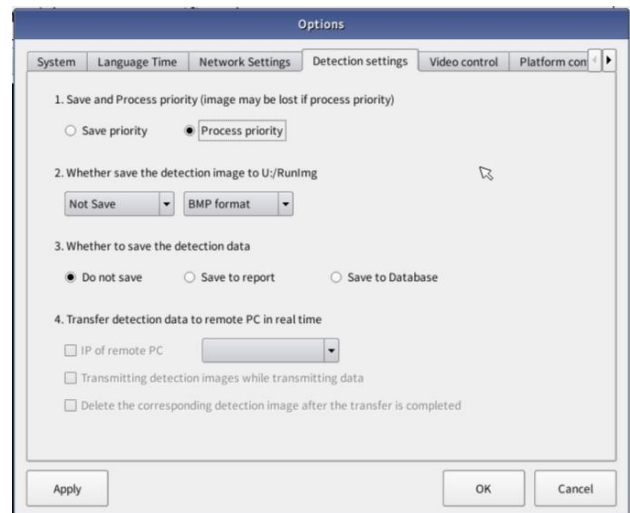 Options
System Language Time Network Settings Detection settings Video control Platform con
1. Save and Process priority (image may be lost if process priority)
Save priority Process priority
2. Whether save the detection image to U:/RunImg
Not Save BMP format
3. Whether to save the detection data
Do not save Save to report Save to Database
4. Transfer detection data to remote PC in real time
IP of remote PC
Transmitting detection images while transmitting data
Delete the corresponding detection image after the transfer is completed
Apply OK Cancel